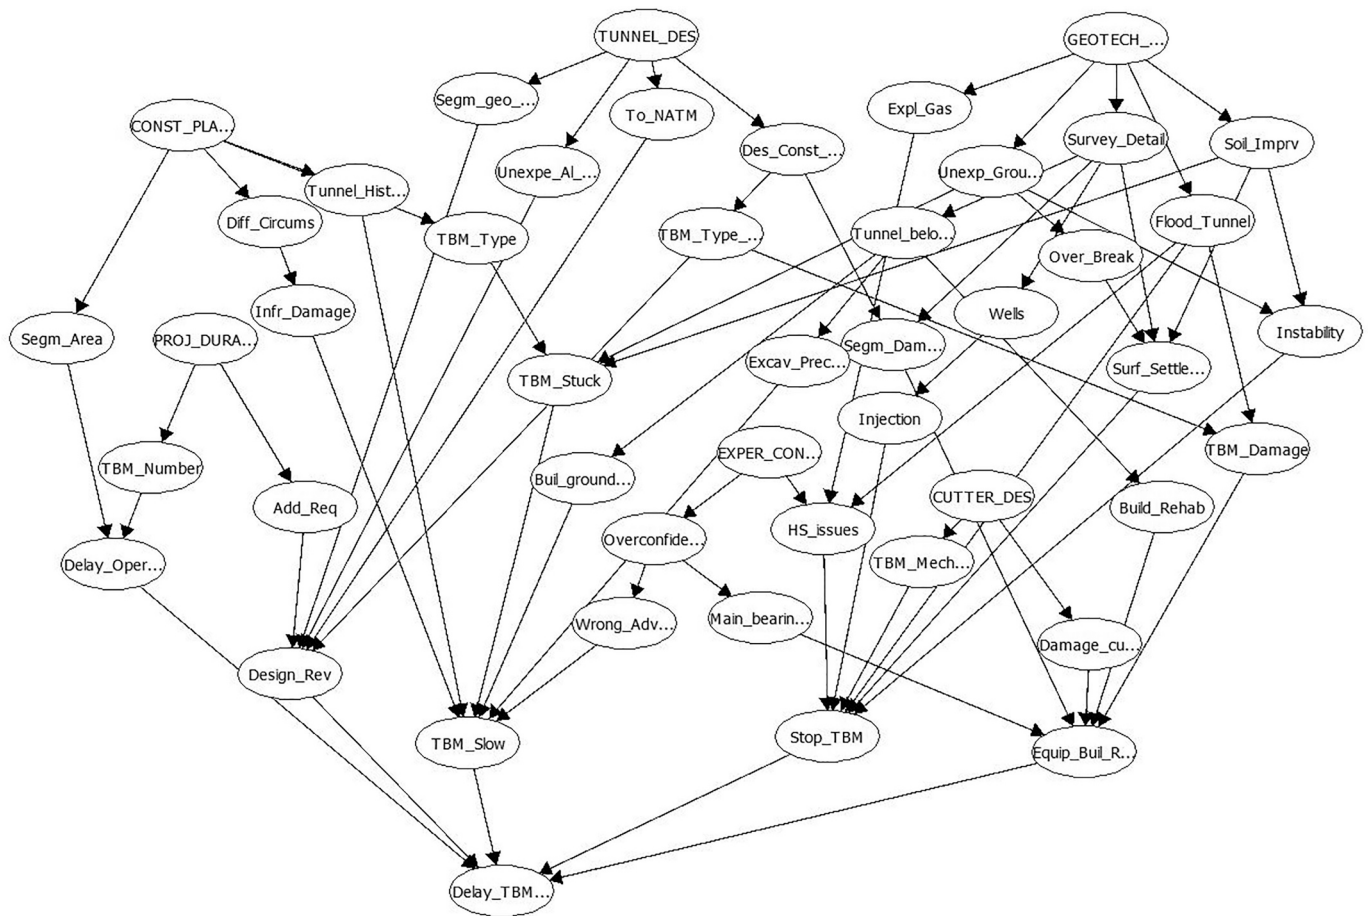 TUNNEL_DES
GEOTECH_...
Segm_geo_...
Expl_Gas
To_NATM
CONST_PLA...
Survey_Detail
Soil_Imprv
Des_Const_...
Unexpe_Al_...
Unexp_Grou...
Tunnel_Hist...
Diff_Circums
Flood_Tunnel
TBM_Type
TBM_Type_...
Tunnel_belo...
Over_Break
Infr_Damage
Wells
Instability
Segm_Area
PROJ_DURA...
Segm_Dam...
Excav_Prec...
Surf_Settle...
TBM_Stuck
Injection
EXPER_CON...
TBM_Damage
TBM_Number
Buil_ground...
CUTTER_DES
Add_Req
Build_Rehab
HS_issues
Overconfide...
Delay_Oper...
TBM_Mech...
Wrong_Adv...
Main_bearin...
Damage_cu...
Design_Rev
Stop_TBM
TBM_Slow
Equip_Buil_R...
Delay_TBM...